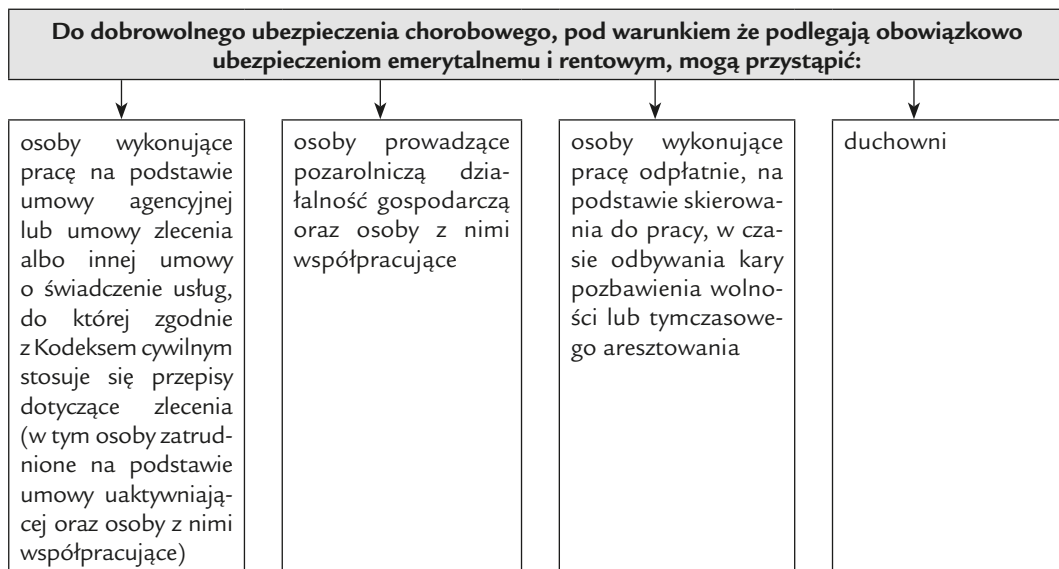 Do dobrowolnego ubezpieczenia chorobowego, pod warunkiem że podlegają obowiązkowo
ubezpieczeniom emerytalnemu i rentowym, mogą przystąpić:
osoby wykonujące
pracę na podstawie
umowy agencyjnej
lub umowy zlecenia
albo innej umowy
o świadczenie usług,
do której zgodnie
z Kodeksem cywilnym
stosuje się przepisy
dotyczące zlecenia
(w tym osoby zatrud-
nione na podstawie
umowy uaktywniają-
cej oraz osoby z nimi
współpracujące)
osoby prowadzące
pozarolniczą dzia-
łalność gospodarczą
oraz osoby z nimi
współpracujące
osoby wykonujące
pracę odpłatnie, na
podstawie skierowa-
nia do pracy, w cza-
sie odbywania kary
pozbawienia wolno-
ści lub tymczasowe-
go aresztowania
duchowni